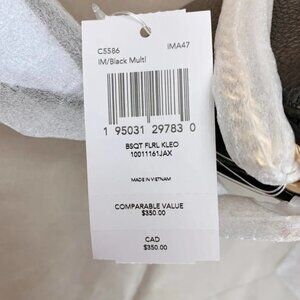 C5586 IMA47
IM/Black Multi
1 95031 29783 0
BSQT FLRL KLEO
10011161JAX
MADE IN VIETNAM
COMPARABLE VALUE
$350.00
CAD
$350.00